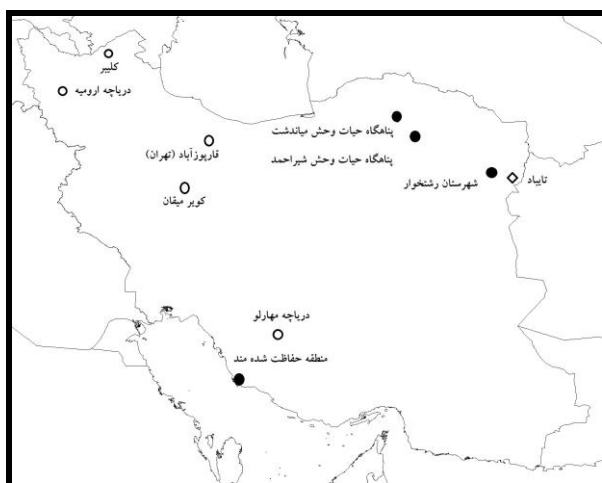 کلیبر
دریاچه ارومیه
پناهگاه حیات وحش میاندشت
قارپوزآباد (تهران)
پناهگاه حیات وحش شیراحمد
شهرستان رشتخوار
تایباد
کویر میقان
دریاچه مهارلو
منطقه حفاظت شده مند